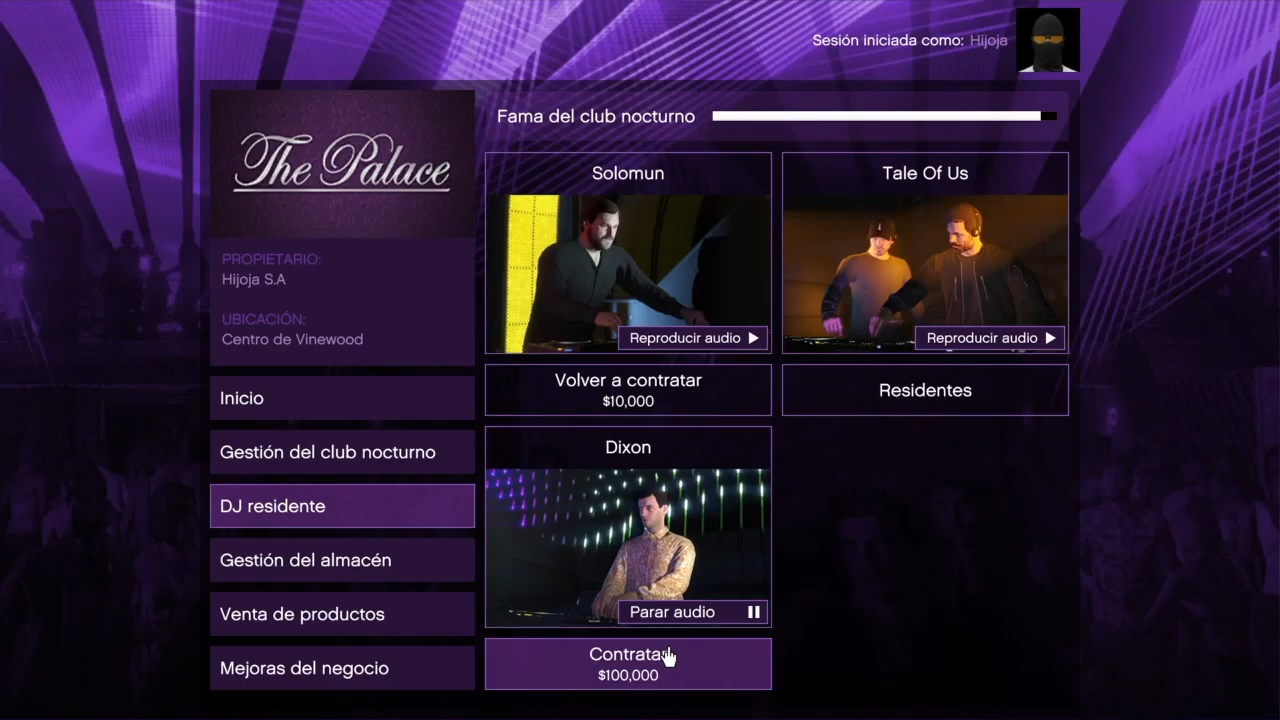 Sesión iniciada como: Hijoja
The Palace
PROPIETARIO:
Hijoja S.A
UBICACIÓN:
Centro de Vinewood
Inicio
Gestión del club nocturno
DJ residente
Gestión del almacén
Venta de productos
Mejoras del negocio
Fama del club nocturno
Solomun
Reproducir audio
Volver a contratar
$10,000
Tale Of Us
Reproducir audio
Residentes
Dixon
Parar audio
Contratar
$100,000